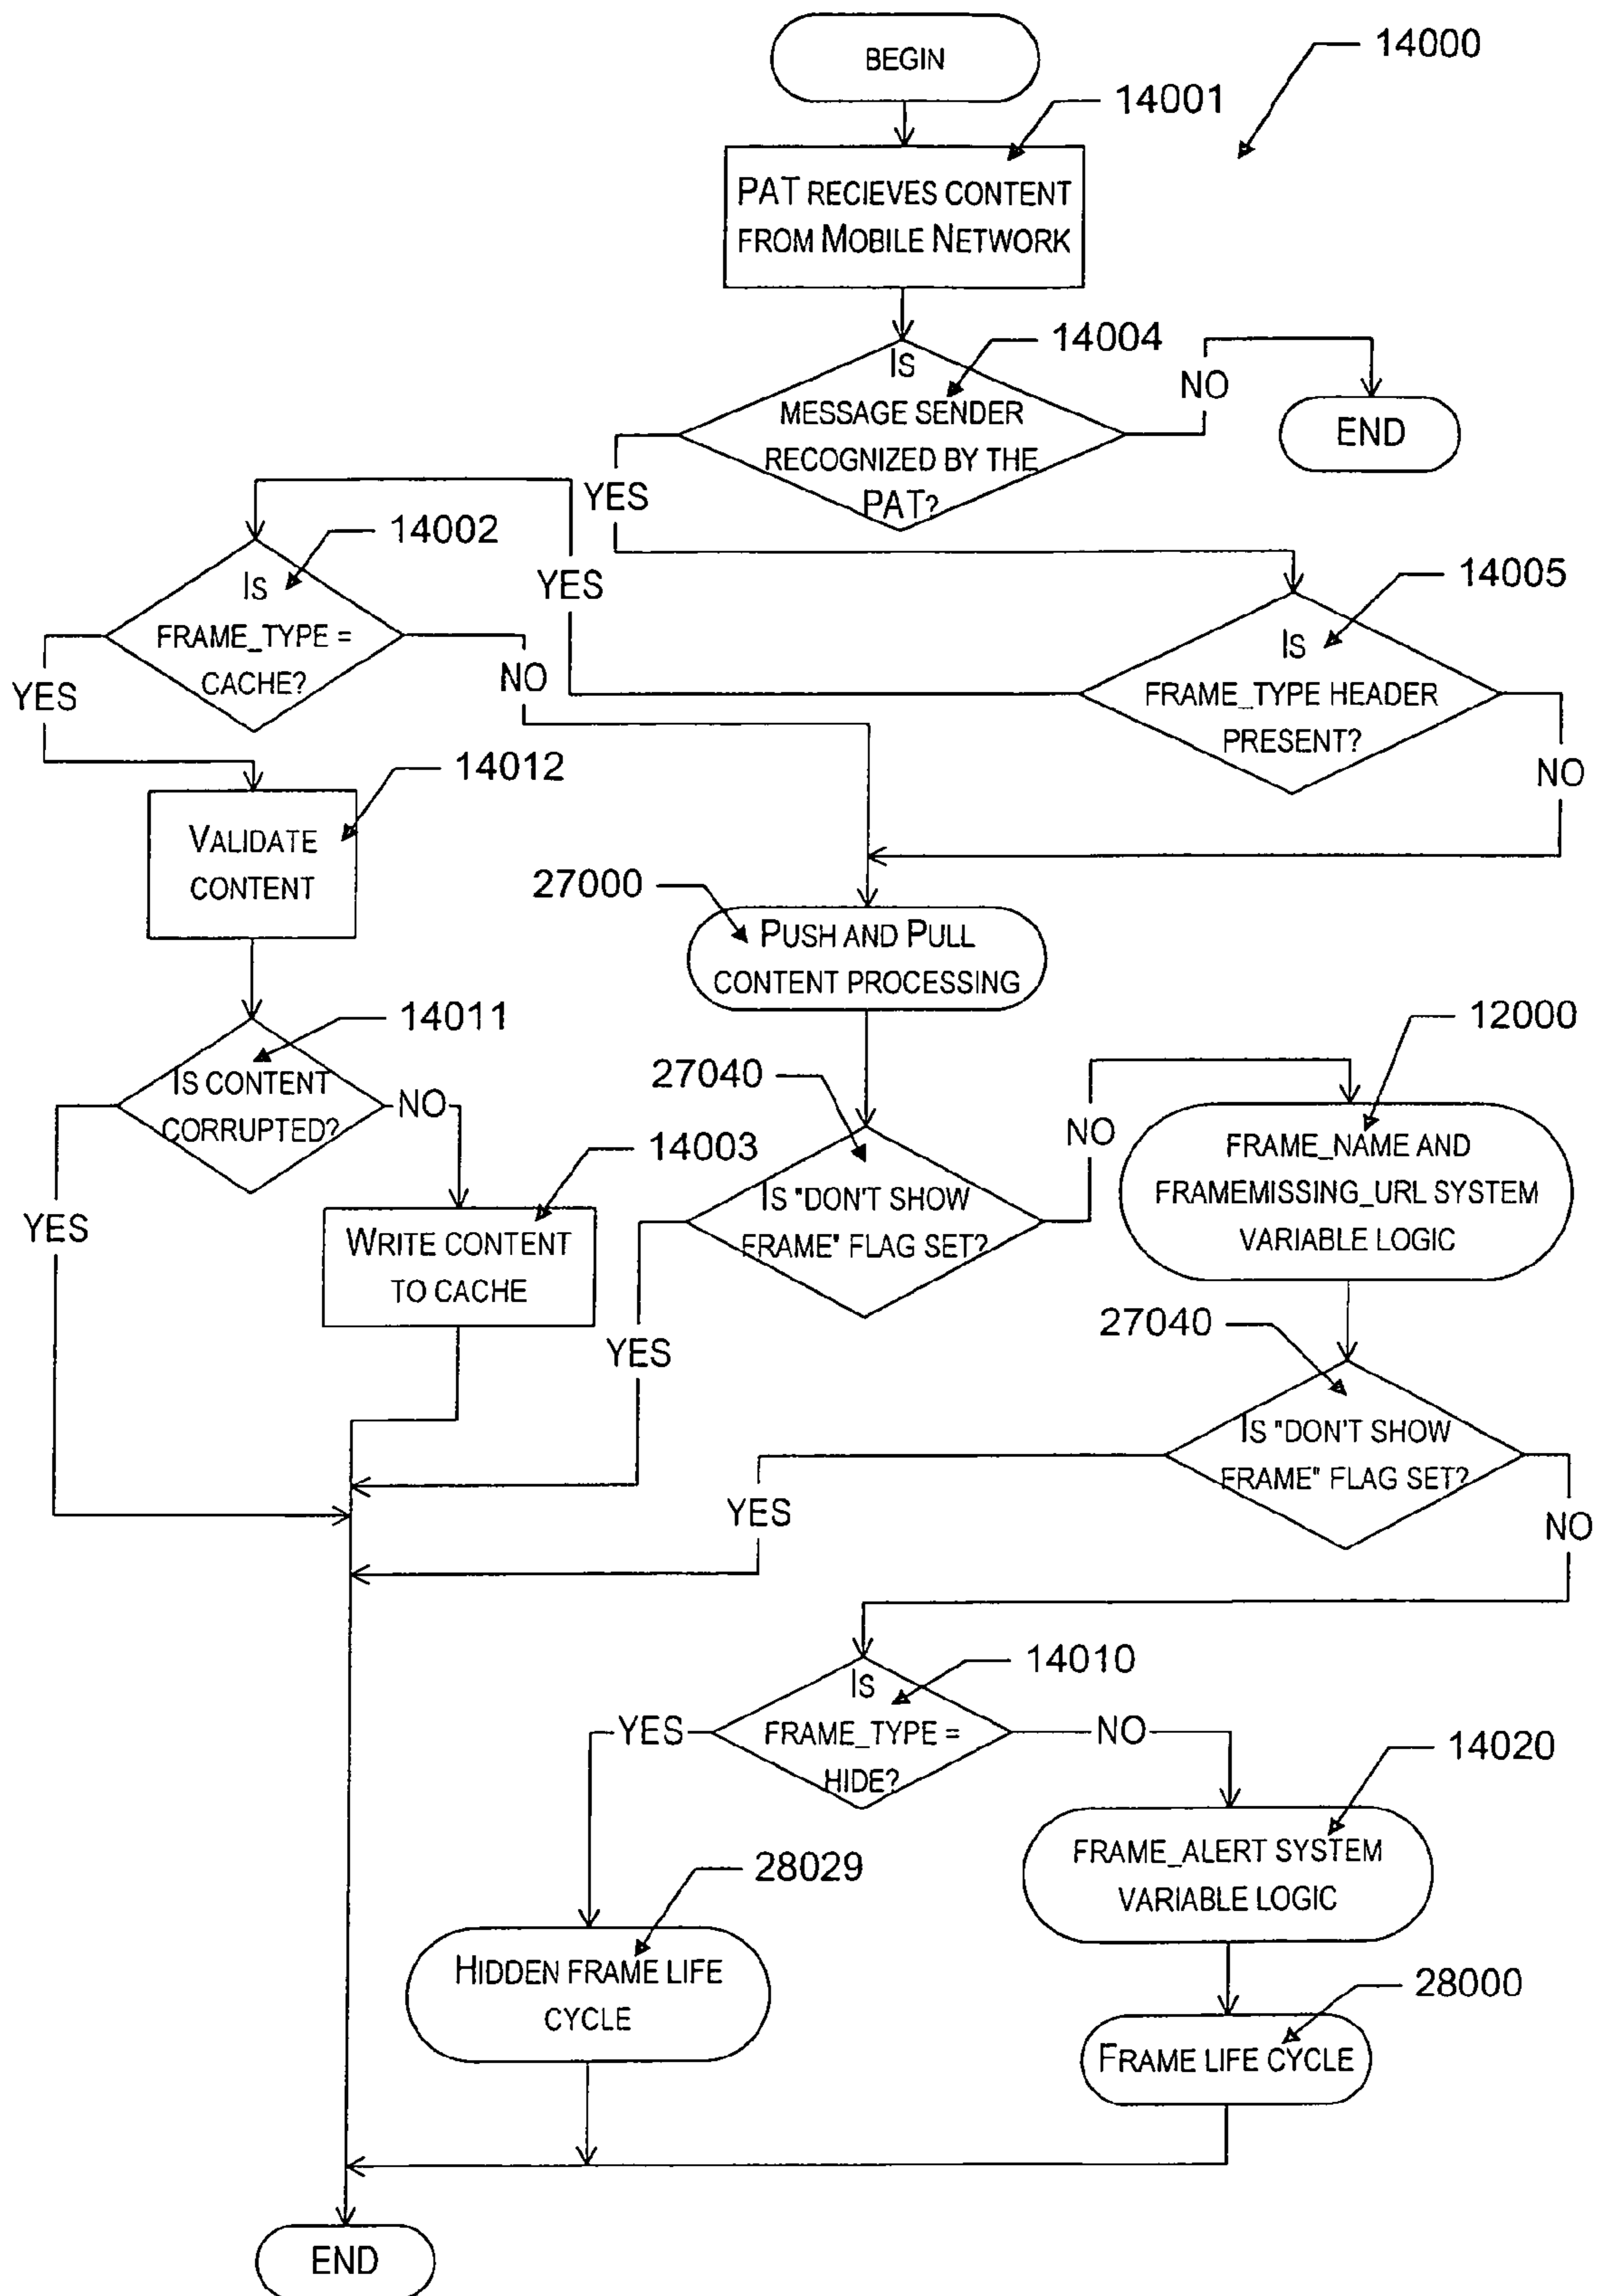 BEGIN
14000
14001
PAT RECIEVES CONTENT
FROM MOBILE NETWORK
14004
IS
MESSAGE SENDER
RECOGNIZED BY THE
PAT?
NO
END
YES
14002
IS
FRAME_TYPE =
CACHE?
YES
NO
YES
14005
IS
FRAME_TYPE HEADER
PRESENT?
NO
14012
VALIDATE
CONTENT
27000
PUSH AND PULL
CONTENT PROCESSING
14011
IS CONTENT
CORRUPTED?
NO
YES
14003
WRITE CONTENT
TO CACHE
27040
IS "DON'T SHOW
FRAME" FLAG SET?
NO
YES
12000
FRAME_NAME AND
FRAMEMISSING_URL SYSTEM
VARIABLE LOGIC
27040
IS "DON'T SHOW
FRAME" FLAG SET?
YES
NO
14010
IS
FRAME_TYPE =
HIDE?
YES
NO
14020
FRAME_ALERT SYSTEM
VARIABLE LOGIC
28029
HIDDEN FRAME LIFE
CYCLE
28000
FRAME LIFE CYCLE
END